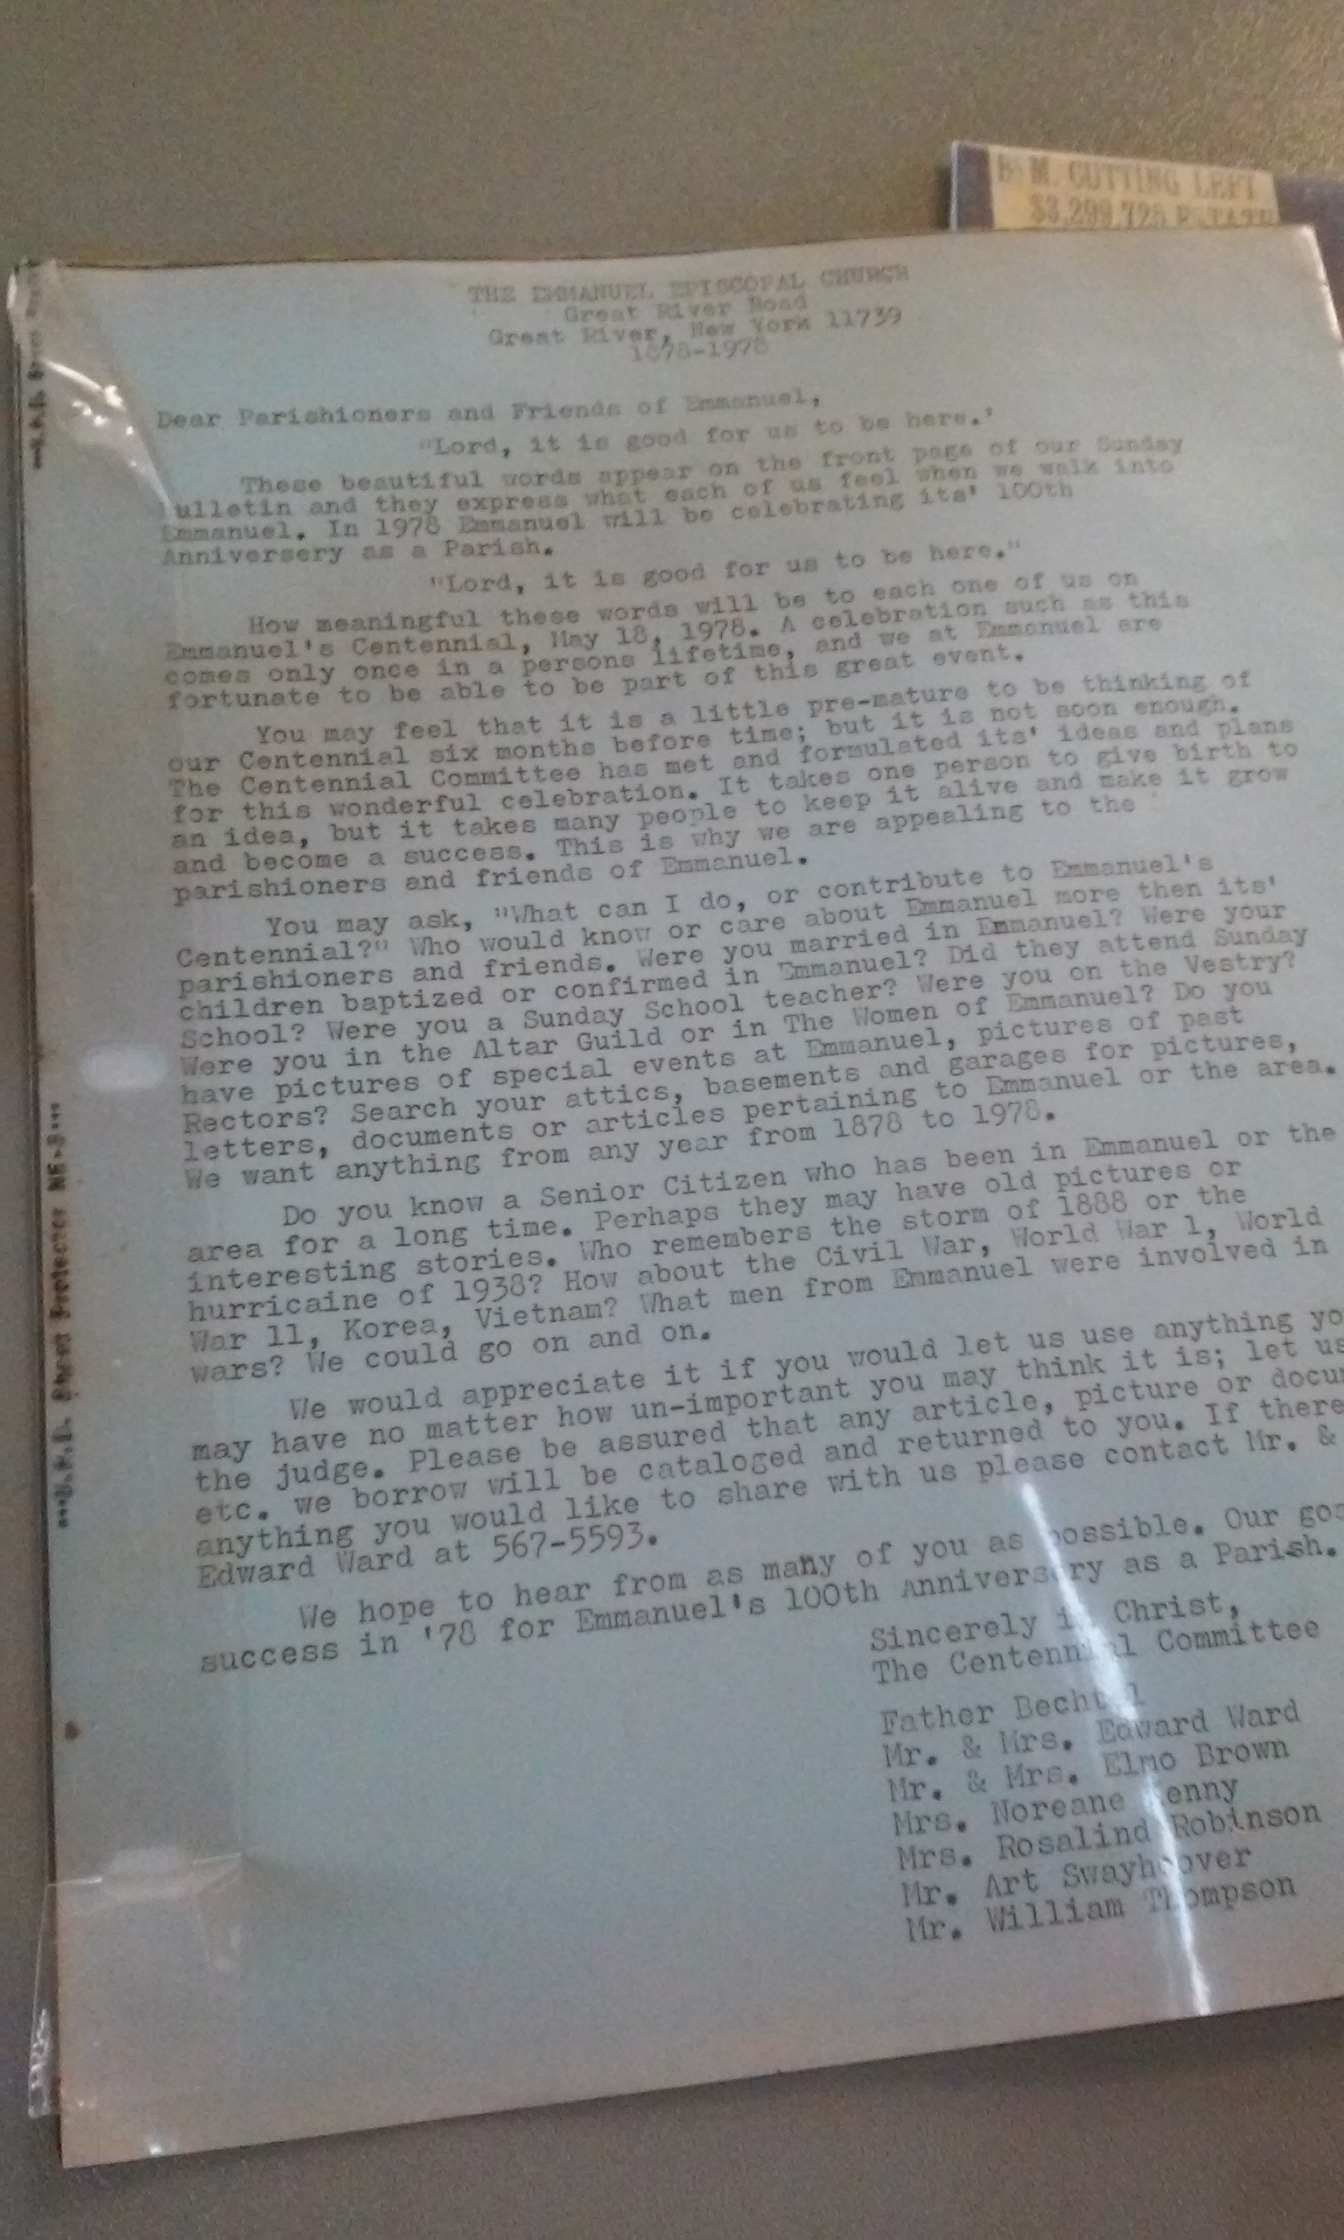 B M. CUTTING LEFT
$3,299,725
THE EMMANUEL EPISCOPAL CHURCH
Great River Road
Great River, New York 11739
1878-1978
Dear Parishioners and Friends of Emmanuel,
"Lord, it is good for us to be here.'
These beautiful words appear on the front page of our Sunday
ulletin and they express what each of us feel when we walk into
Emmanuel. In 1978 Emmanuel will be celebrating its' 100th
Anniversery as a Parish.
"Lord, it is good for us to be here."
How meaningful these words will be to each one of us on
Emmanuel's Centennial, May 18, 1978. A celebration such as this
comes only once in a persons lifetime, and we at Emmanuel are
fortunate to be able to be part of this great event.
You may feel that it is a little pre-mature to be thinking of
our Centennial six months before time; but it is not soon enough.
The Centennial Committee has met and formulated its' ideas and plans
for this wonderful celebration. It takes one person to give birth to
an idea, but it takes many people to keep it alive and make it grow
and become a success. This is why we are appealing to the
parishioners and friends of Emmanuel.
You may ask, "What can I do, or contribute to Emmanuel's
Centennial?" Who would know or care about Emmanuel more then its'
parishioners and friends. Were you married in Emmanuel? Were your
children baptized or confirmed in Emmanuel? Did they attend Sunday
School? Were you a Sunday School teacher? Were you on the Vestry?
Were you in the Altar Guild or in The Women of Emmanuel? Do you
have pictures of special events at Emmanuel, pictures of past
Rectors? Search your attics, basements and garages for pictures,
letters, documents or articles pertaining to Emmanuel or the area.
We want anything from any year from 1878 to 1978.
Do you know a Senior Citizen who has been in Emmanuel or the
area for a long time. Perhaps they may have old pictures or
interesting stories. Who remembers the storm of 1888 or the
hurricaine of 1938? How about the Civil War, World War 1, World
War 11, Korea, Vietnam? What men from Emmanuel were involved in
wars? We could go on and on.
We would appreciate it if you would let us use anything yo
may have no matter how un-important you may think it is; let us
the judge. Please be assured that any article, picture or docu
etc. we borrow will be cataloged and returned to you. If there
anything you would like to share with us please contact Mr. &
Edward Ward at 567-5593.
We hope to hear from as many of you as possible. Our goa
success in '78 for Emmanuel's 100th Anniversary as a Parish.
Sincerely in Christ,
The Centennial Committee
Father Bechtel
Mr. & Mrs. Edward Ward
Mr. & Mrs. Elmo Brown
Mrs. Noreane enny
Mrs. Rosalind Robinson
Mr. Art Swayhoover
Mr. William Thompson
Sheet Protector